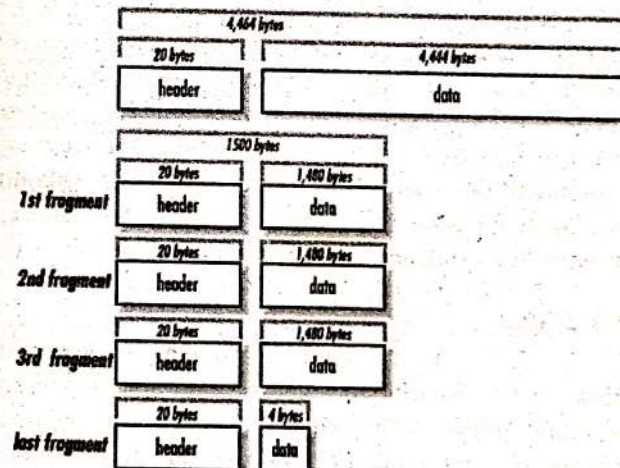 4,464 bytes
20 bytes 4,444 bytes
header data
1500 bytes
20 bytes 1,480 bytes
1st fragment header data
20 bytes 1,480 bytes
2nd fragment header data
20 bytes 1,480 bytes
3rd fragment header data
20 bytes 4 bytes
last fragment header data